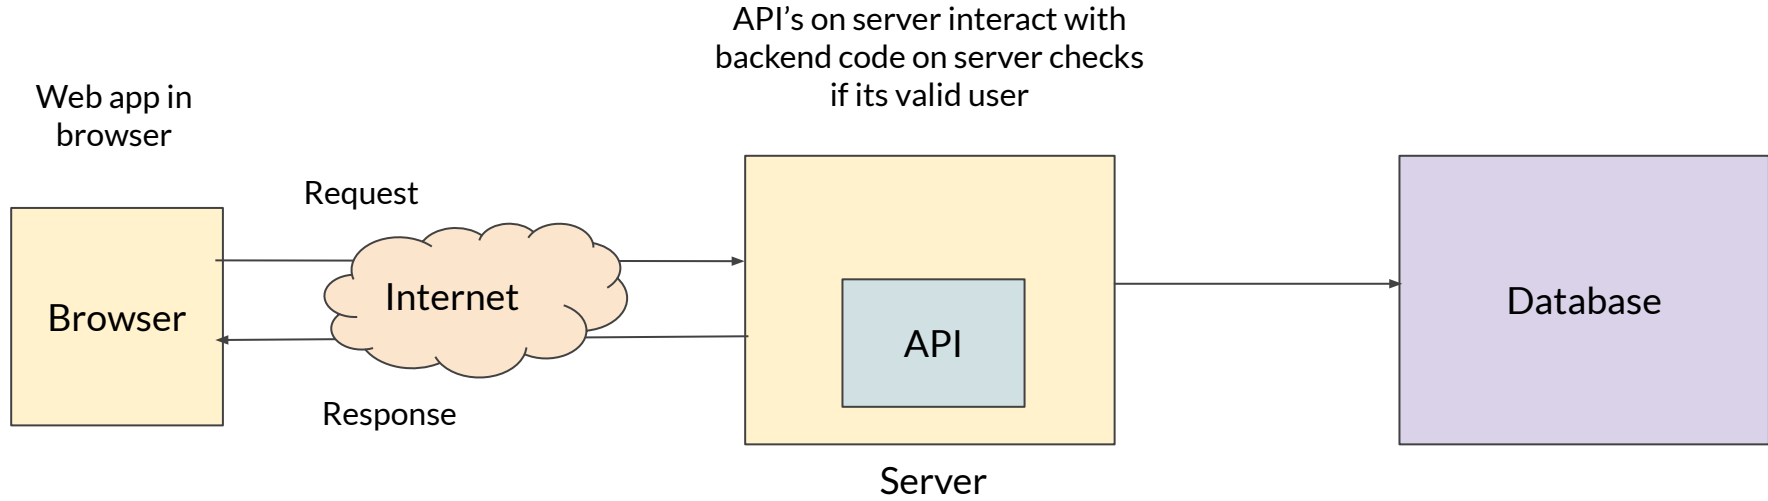 API’s on server interact with
backend code on server checks
if its valid user
Web app in
browser
Request
Internet
Browser
API
Database
Response
Server